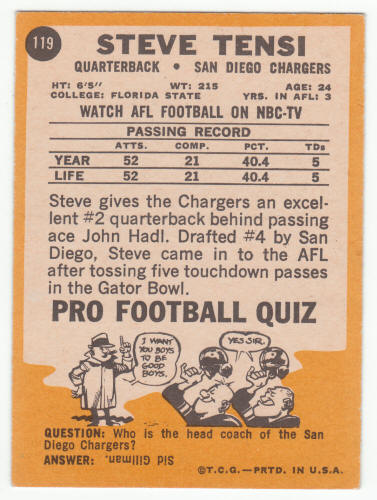 119
STEVE TENSI
QUARTERBACK • SAN DIEGO CHARGERS
HT: 6'5" WT: 215 AGE: 24
COLLEGE: FLORIDA STATE YRS. IN AFL: 3
WATCH AFL FOOTBALL ON NBC-TV
PASSING RECORD
ATTS. COMP. PCT. TDs
YEAR 52 21 40.4 5
LIFE 52 21 40.4 5
Steve gives the Chargers an excel-
lent #2 quarterback behind passing
ace John Hadl. Drafted #4 by San
Diego, Steve came in to the AFL
after tossing five touchdown passes
in the Gator Bowl.
PRO FOOTBALL QUIZ
I WANT
YOU BOYS
TO BE
GOOD
BOYS.
YES SIR.
QUESTION: Who is the head coach of the San
Diego Chargers?
ANSWER: Sid Gillman.
©T.C.G.—PRTD. IN U.S.A.